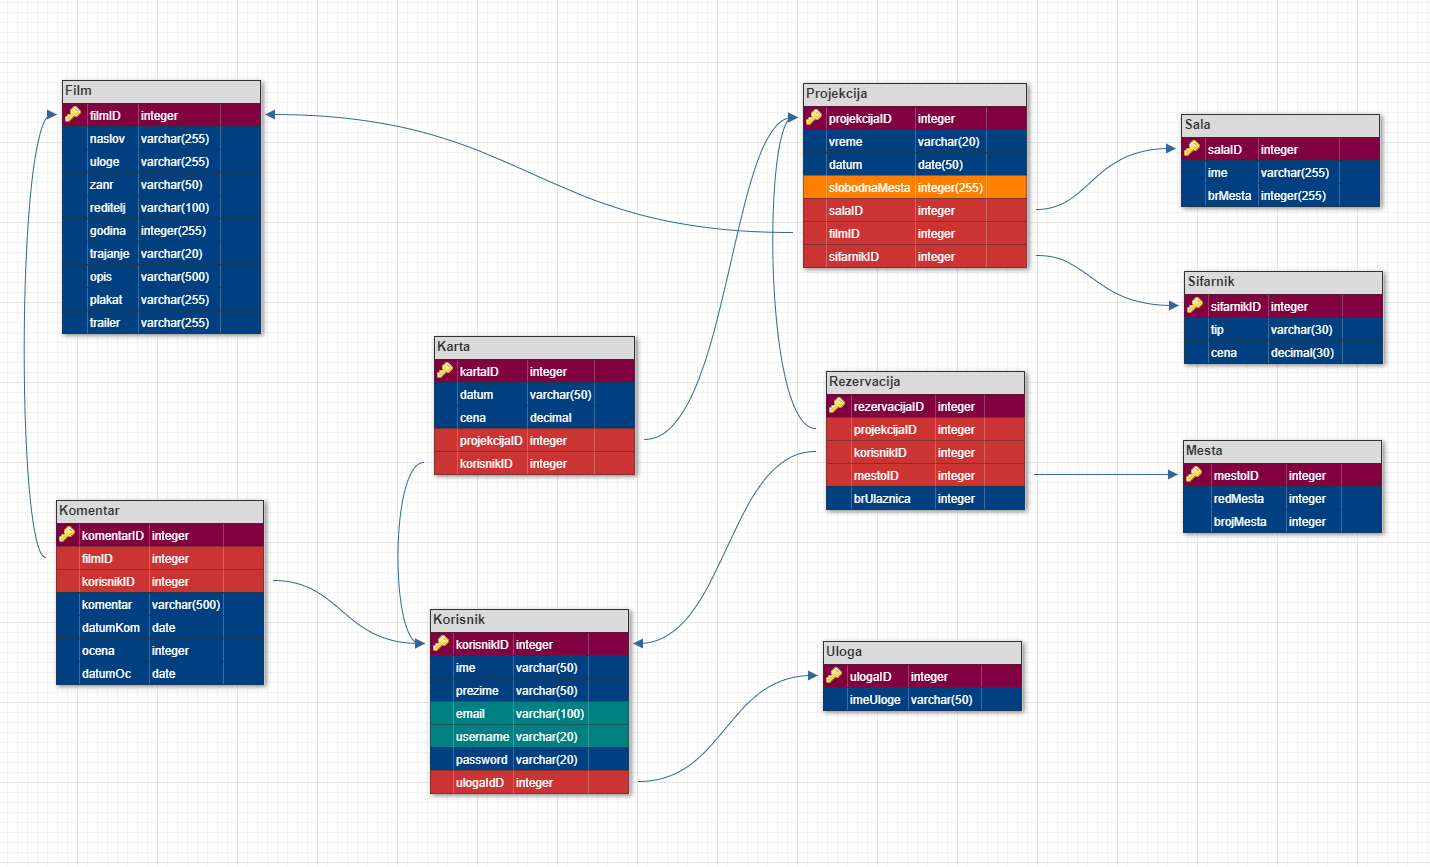 Film
filmID integer
naslov varchar(255)
uloge varchar(255)
zanr varchar(50)
reditelj varchar(100)
godina integer(255)
trajanje varchar(20)
opis varchar(500)
plakat varchar(255)
trailer varchar(255)
Projekcija
projekcijaID integer
vreme varchar(20)
datum date(50)
slobodnaMesta integer(255)
salaID integer
filmID integer
sifarnikID integer
Sala
salaID integer
ime varchar(255)
brMesta integer(255)
Sifarnik
sifarnikID integer
tip varchar(30)
cena decimal(30)
Karta
kartaID integer
datum varchar(50)
cena decimal
projekcijaID integer
korisnikID integer
Rezervacija
rezervacijaID integer
projekcijaID integer
korisnikID integer
mestoID integer
brUlaznica integer
Mesta
mestoID integer
redMesta integer
brojMesta integer
Komentar
komentarID integer
filmID integer
korisnikID integer
komentar varchar(500)
datumKom date
ocena integer
datumOc date
Korisnik
korisnikID integer
ime varchar(50)
prezime varchar(50)
email varchar(100)
username varchar(20)
password varchar(20)
ulogaIdD integer
Uloga
ulogaID integer
imeUloge varchar(50)